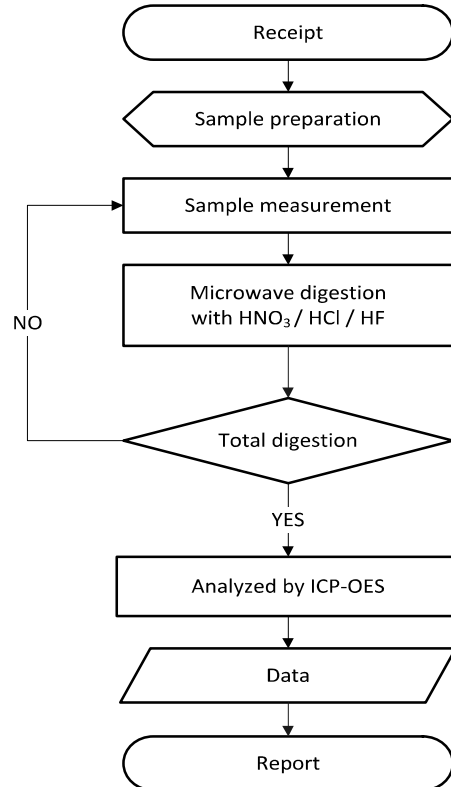 Receipt
Sample preparation
Sample measurement
Microwave digestion
with HNO₃ / HCl / HF
NO
Total digestion
YES
Analyzed by ICP-OES
Data
Report